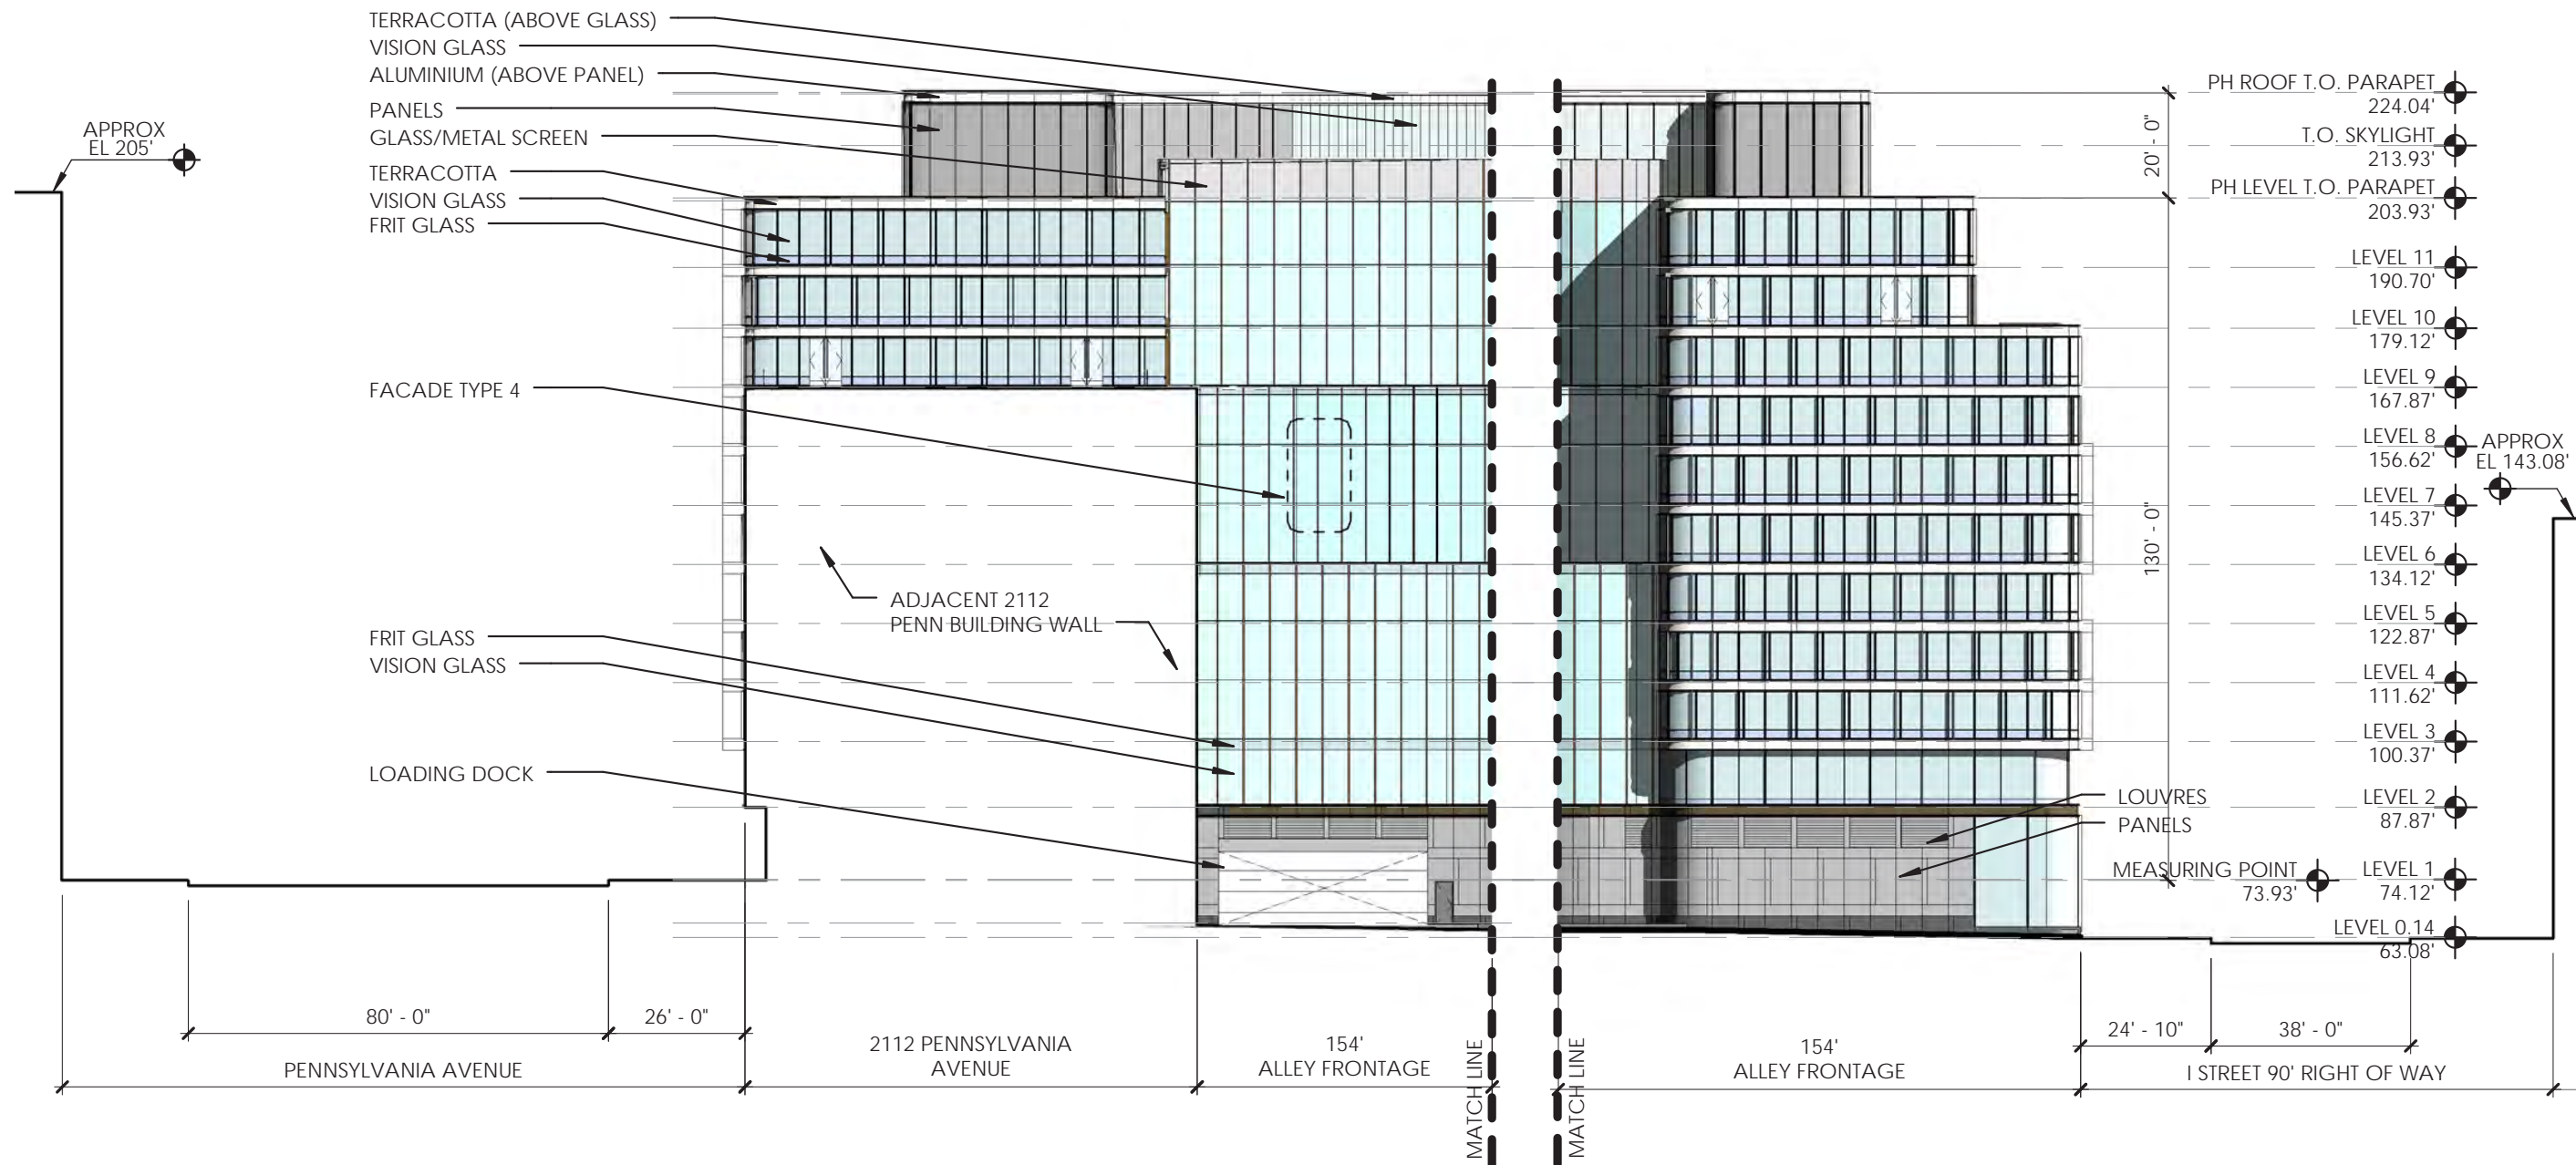 TERRACOTTA (ABOVE GLASS)
VISION GLASS
ALUMINIUM (ABOVE PANEL)
PANELS
GLASS/METAL SCREEN
TERRACOTTA
VISION GLASS
FRIT GLASS
APPROX
EL 205'
FACADE TYPE 4
ADJACENT 2112
PENN BUILDING WALL
FRIT GLASS
VISION GLASS
LOADING DOCK
PH ROOF T.O. PARAPET
224.04'
T.O. SKYLIGHT
213.93'
PH LEVEL T.O. PARAPET
203.93'
LEVEL 11
190.70'
LEVEL 10
179.12'
LEVEL 9
167.87'
LEVEL 8
156.62'
LEVEL 7
145.37'
LEVEL 6
134.12'
LEVEL 5
122.87'
LEVEL 4
111.62'
LEVEL 3
100.37'
LEVEL 2
87.87'
LEVEL 1
74.12'
LEVEL 0.14
63.08'
MEASURING POINT
73.93'
APPROX
EL 143.08'
20' - 0"
130' - 0"
LOUVRES
PANELS
80' - 0"
26' - 0"
PENNSYLVANIA AVENUE
2112 PENNSYLVANIA
AVENUE
154'
ALLEY FRONTAGE
MATCH LINE
MATCH LINE
154'
ALLEY FRONTAGE
24' - 10"
38' - 0"
I STREET 90' RIGHT OF WAY